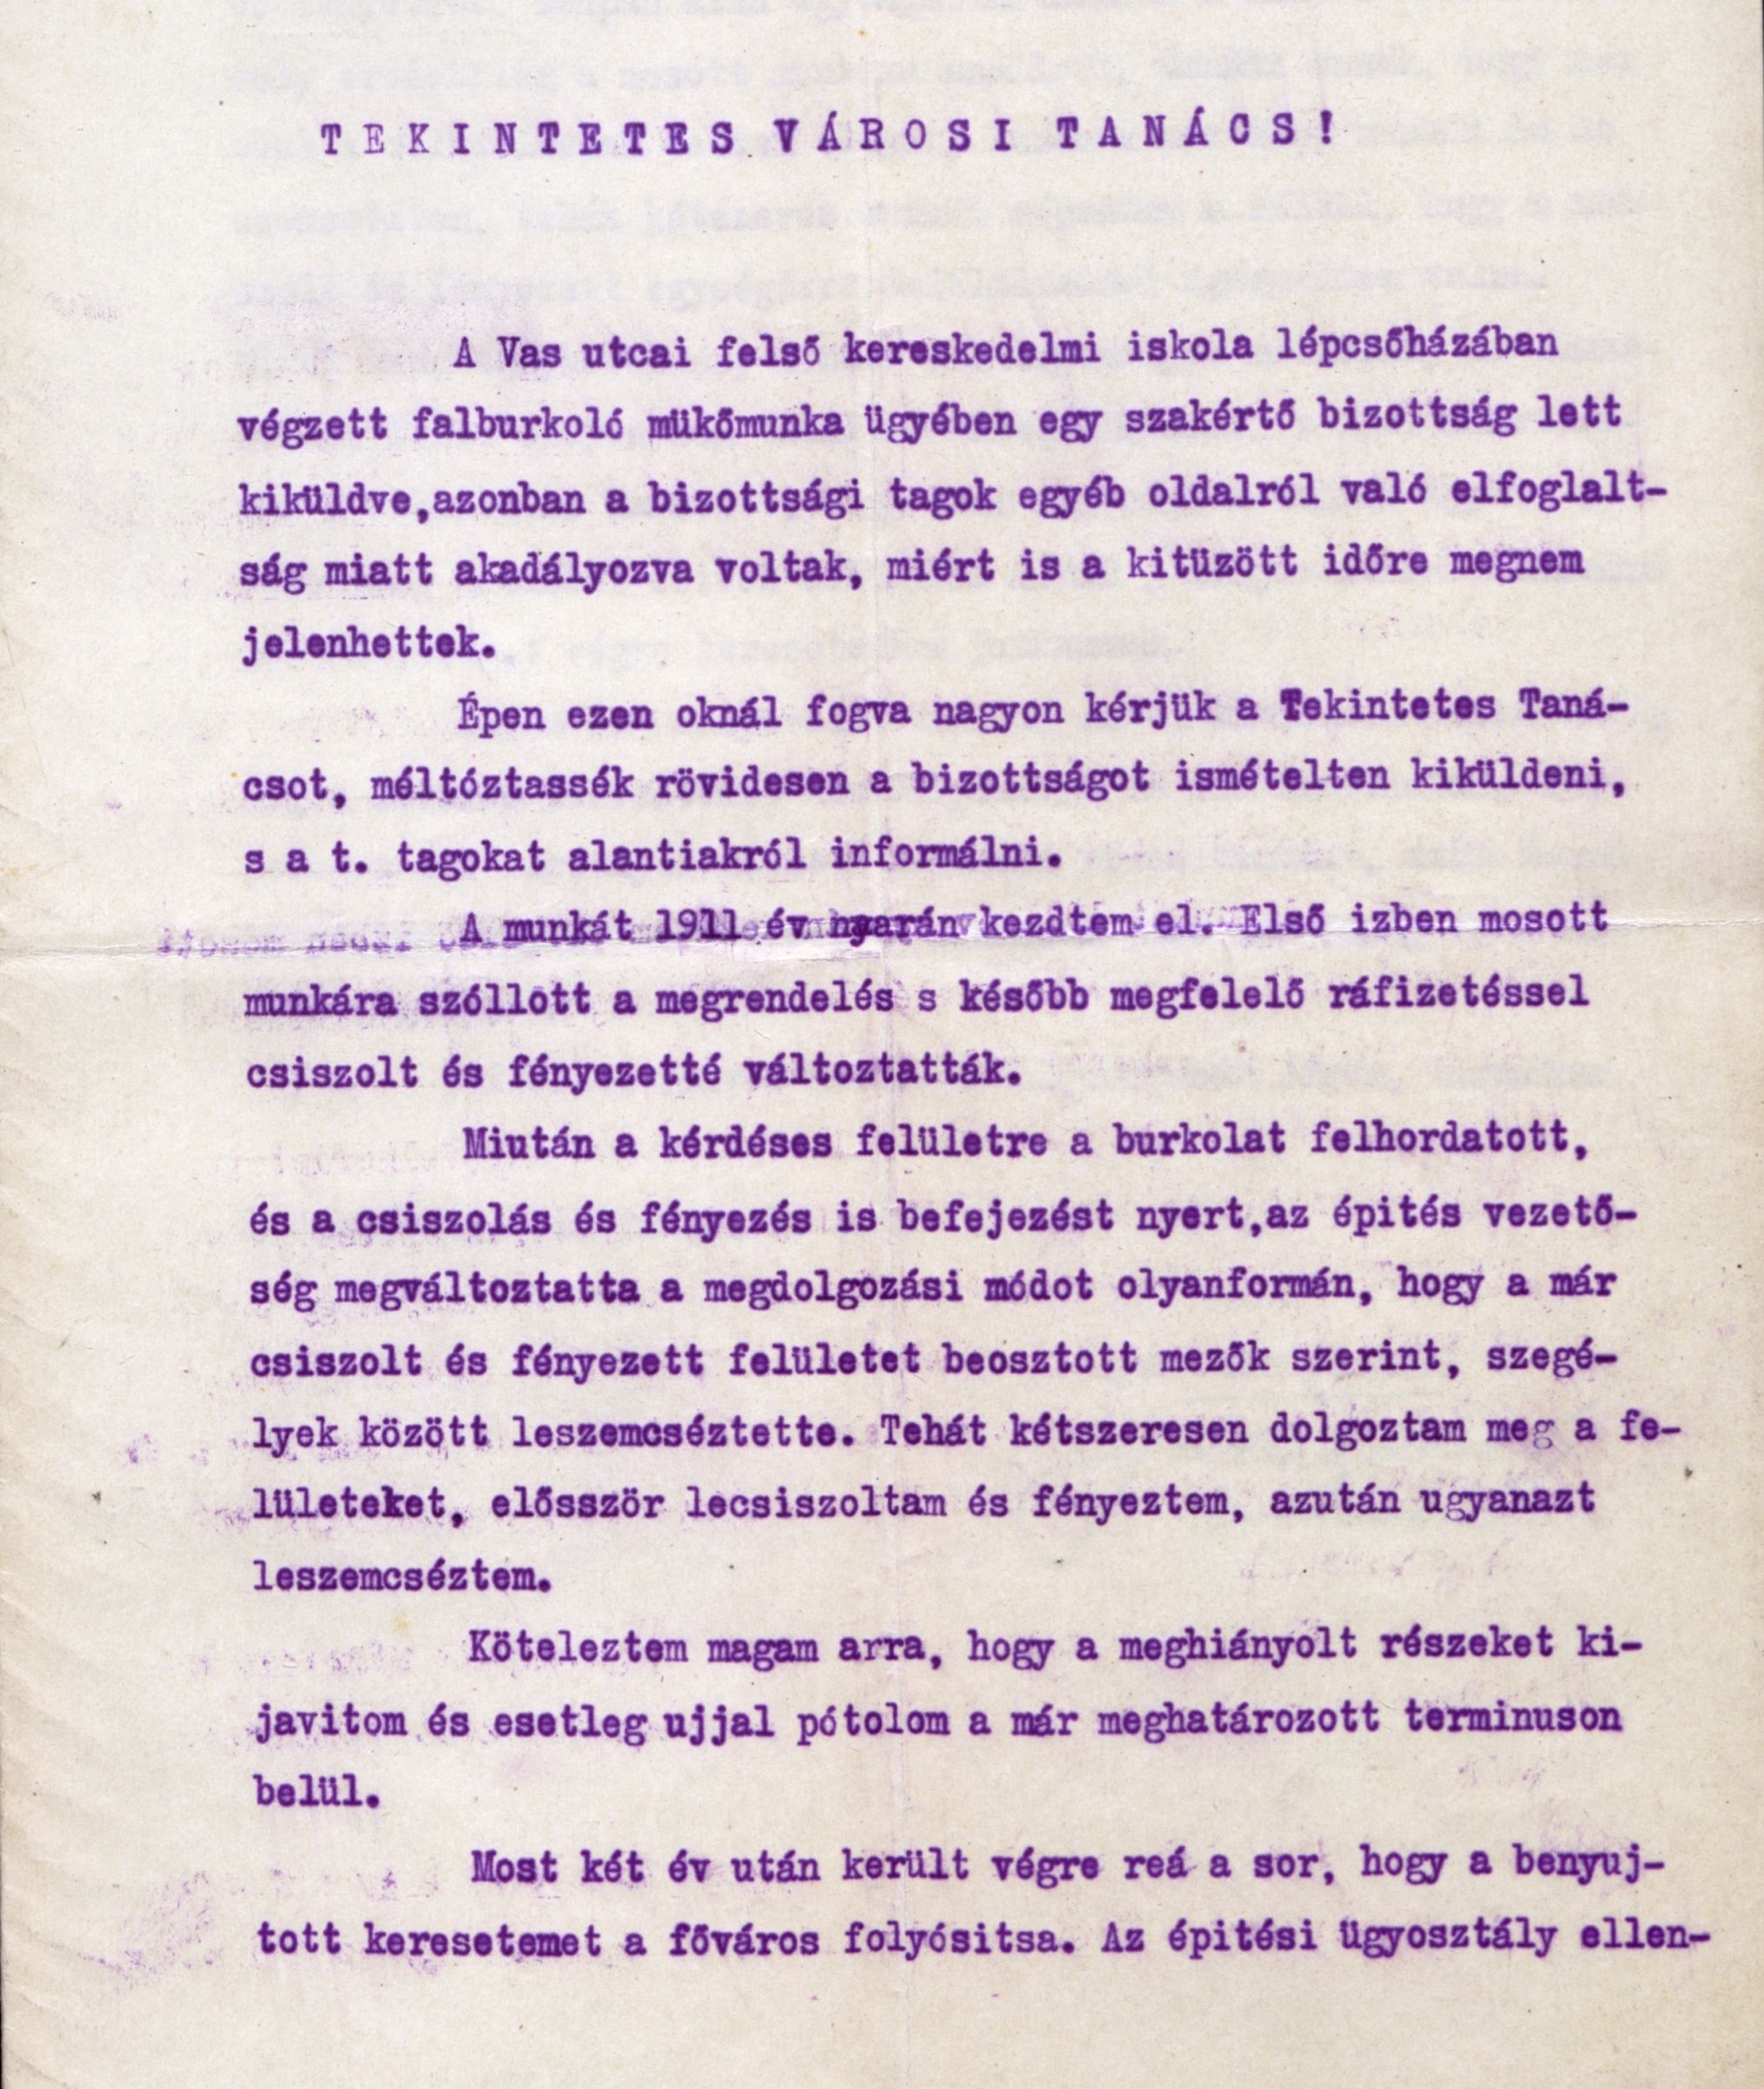 TEKINTETES VÁROSI TANÁCS!
A Vas utcai felső kereskedelmi iskola lépcsőházában
végzett falburkoló mükőmunka ügyében egy szakértő bizottság lett
kiküldve,azonban a bizottsági tagok egyéb oldalról való elfoglalt-
ság miatt akadályozva voltak, miért is a kitüzött időre megnem
jelenhettek.
Épen ezen oknál fogva nagyon kérjük a Tekintetes Taná-
csot, méltóztassék rövidesen a bizottságot ismételten kiküldeni,
s a t. tagokat alantiakról informálni.
A munkát 1911 év nyarán kezdtem el. Első izben mosott
munkára szóllott a megrendelés s később megfelelő ráfizetéssel
csiszolt és fényezetté változtatták.
Miután a kérdéses felületre a burkolat felhordatott,
és a csiszolás és fényezés is befejezést nyert,az épités vezető-
ség megváltoztatta a megdolgozási módot olyanformán, hogy a már
csiszolt és fényezett felületet beosztott mezők szerint, szegé-
lyek között leszemcséztette. Tehát kétszeresen dolgoztam meg a fe-
lületeket, elősször lecsiszoltam és fényeztem, azután ugyanazt
leszemcséztem.
Köteleztem magam arra, hogy a meghiányolt részeket ki-
javitom és esetleg ujjal pótolom a már meghatározott terminuson
belül.
Most két év után került végre reá a sor, hogy a benyuj-
tott keresetemet a főváros folyósitsa. Az épitési ügyosztály ellen-